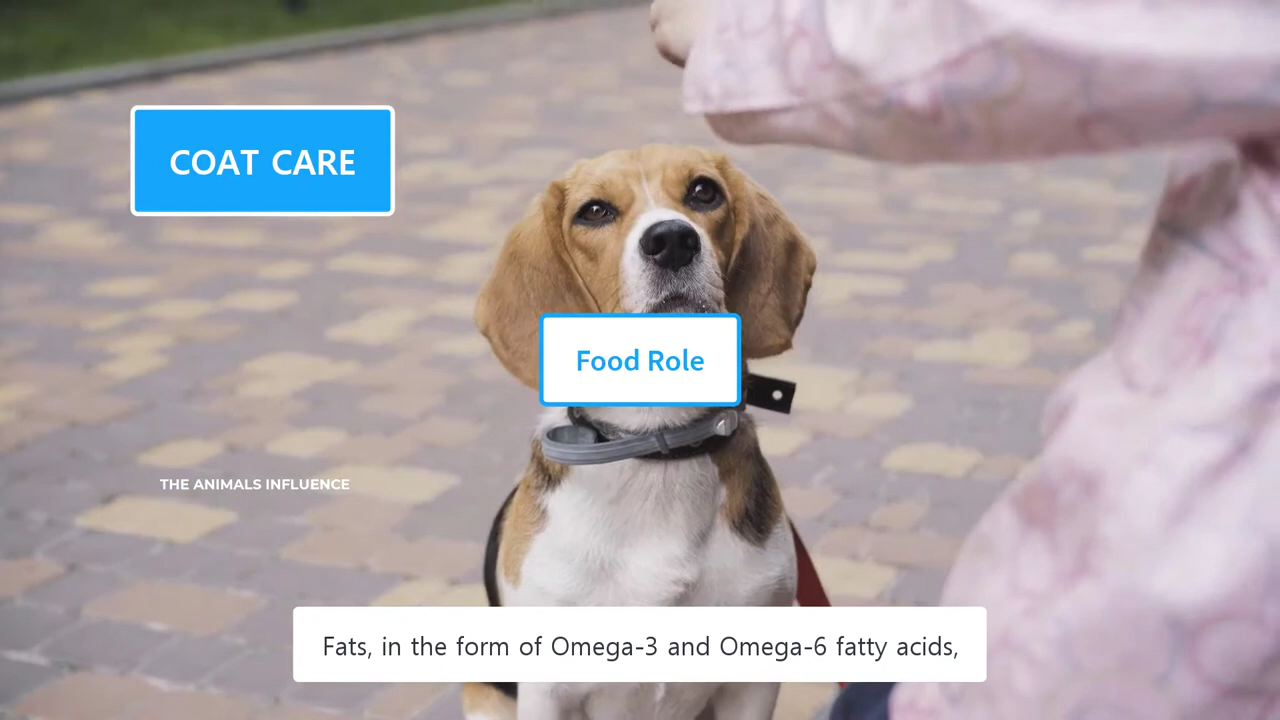 COAT CARE
Food Role
THE ANIMALS INFLUENCE
Fats, in the form of Omega-3 and Omega-6 fatty acids,